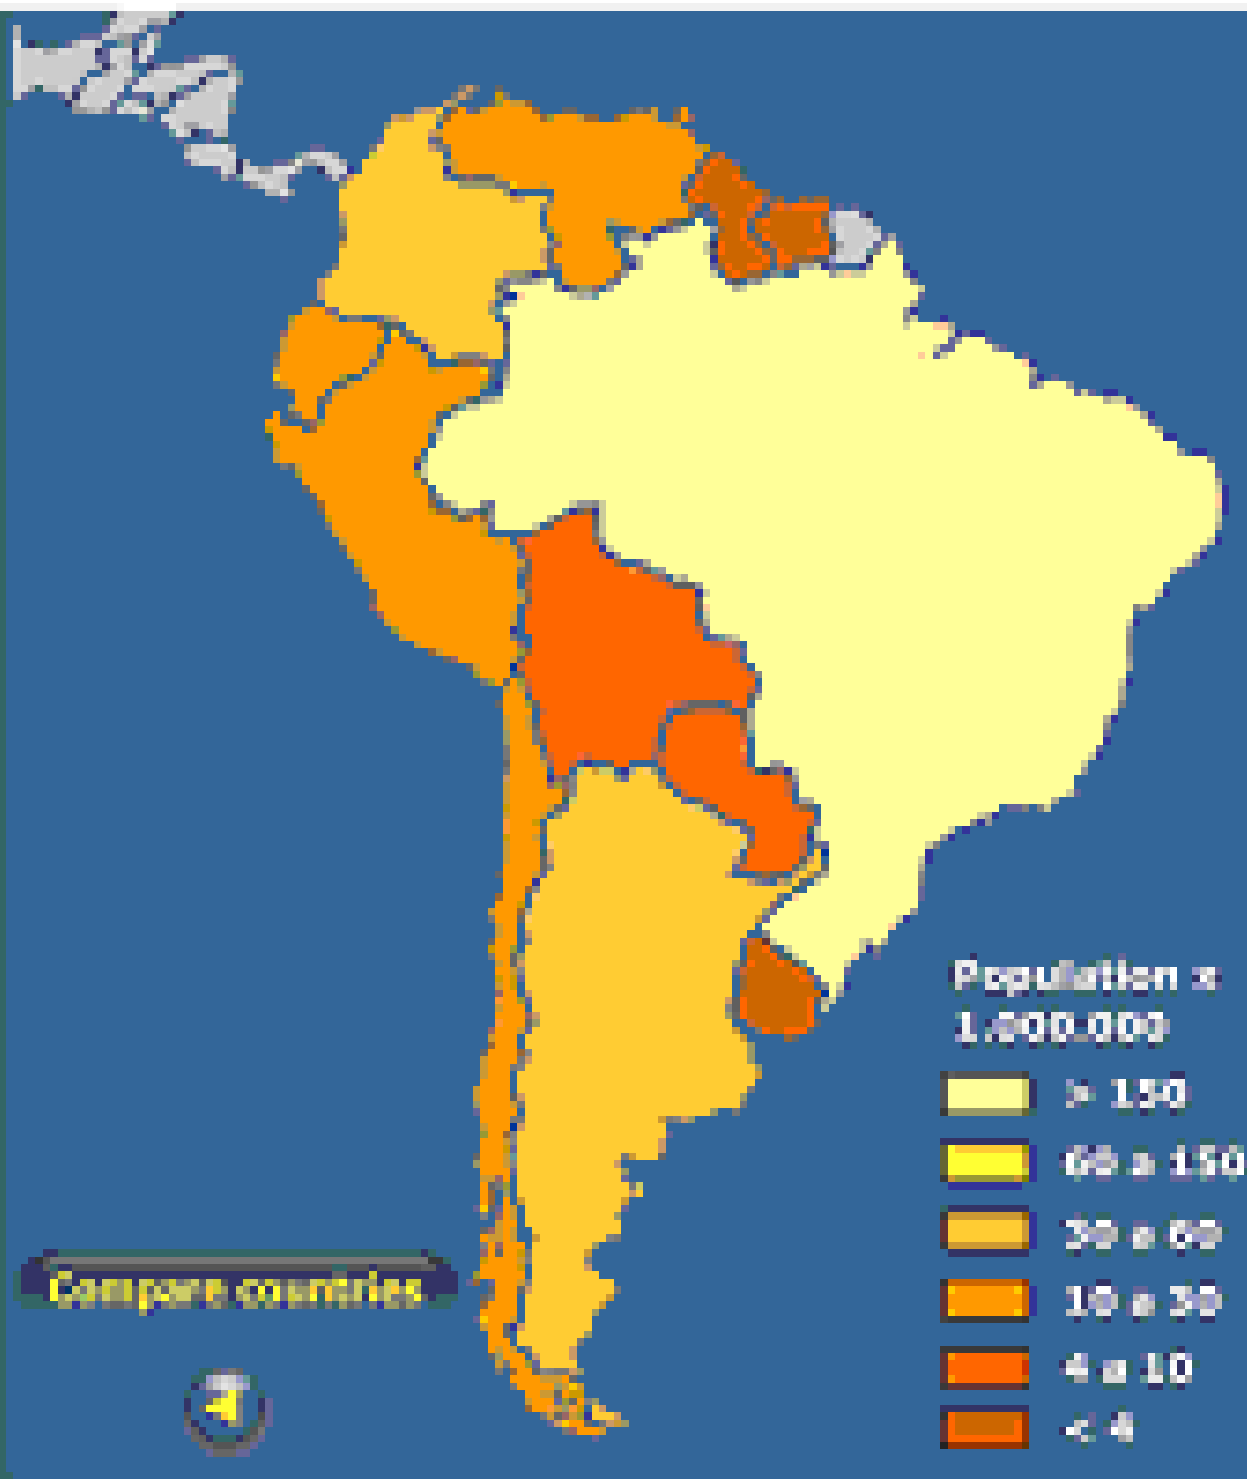 Population x
1.000.000
> 150
60 a 150
30 a 60
10 a 30
4 a 10
< 4
Compare countries